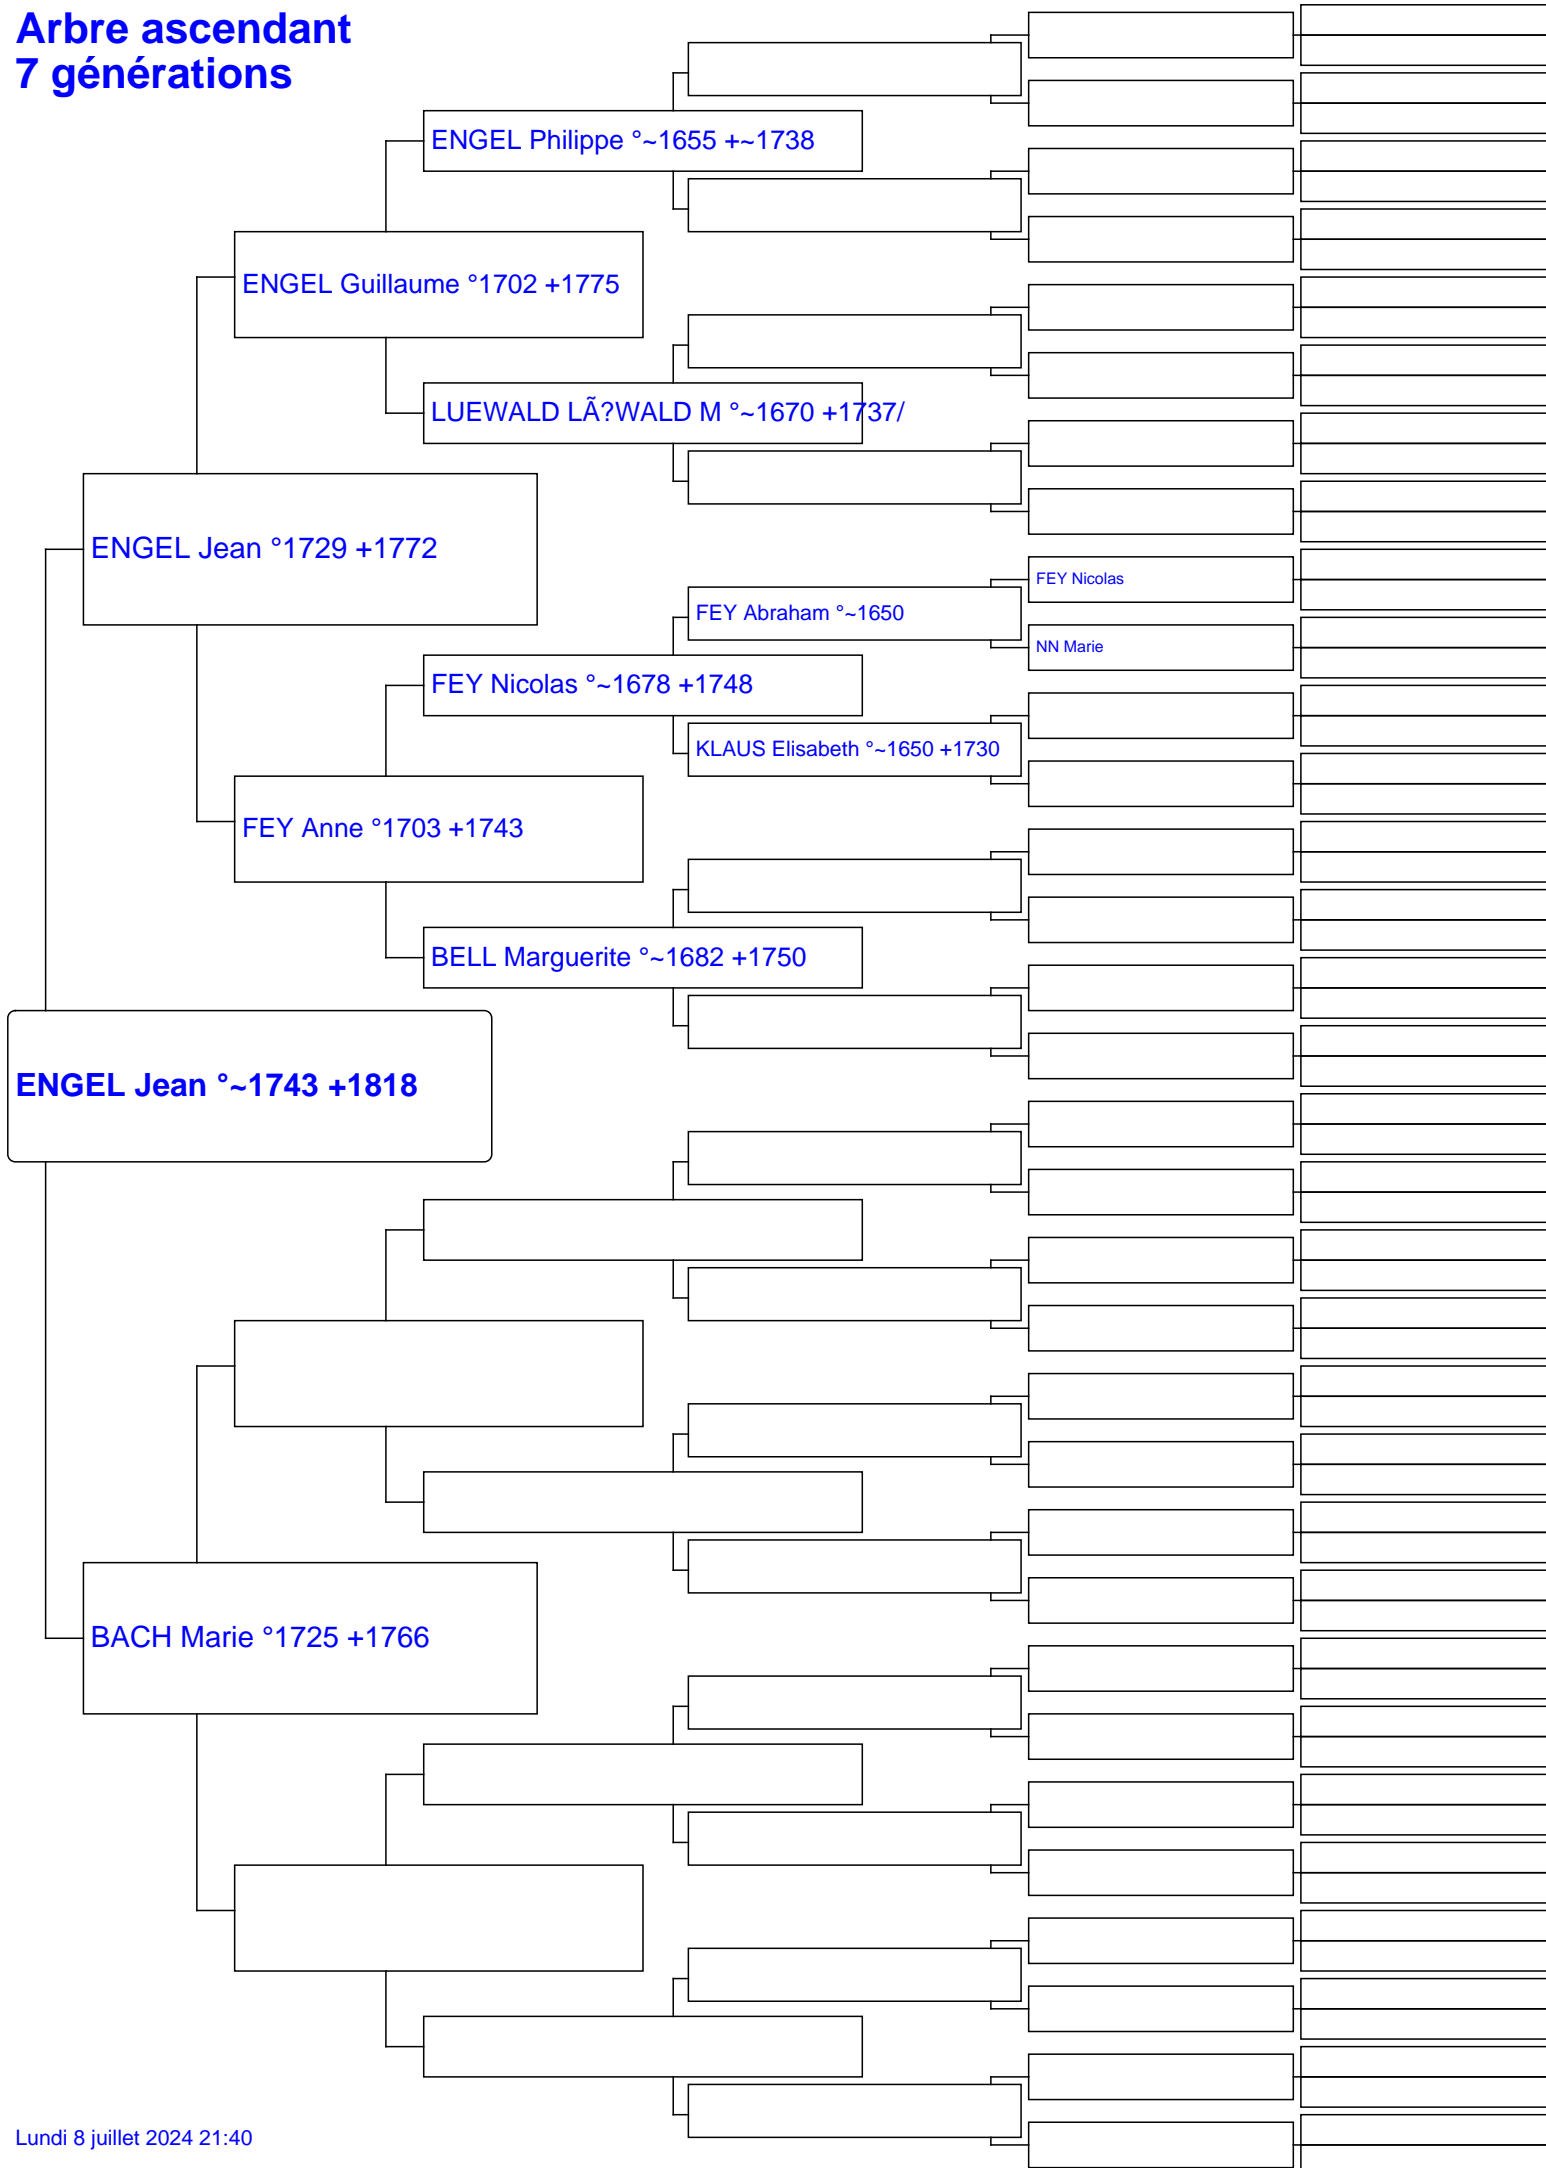 Arbre ascendant
7 générations
ENGEL Philippe °~1655 +~1738
ENGEL Guillaume °1702 +1775
LUEWALD LÃ?WALD M °~1670 +1737/
ENGEL Jean °1729 +1772
FEY Nicolas
FEY Abraham °~1650
NN Marie
FEY Nicolas °~1678 +1748
KLAUS Elisabeth °~1650 +1730
FEY Anne °1703 +1743
BELL Marguerite °~1682 +1750
ENGEL Jean °~1743 +1818
BACH Marie °1725 +1766
Lundi 8 juillet 2024 21:40